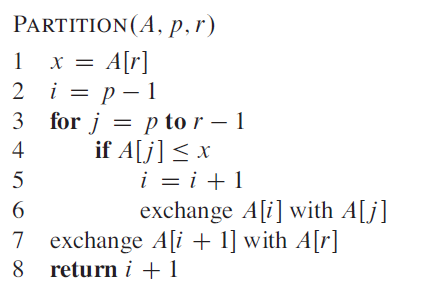 PARTITION(A, p, r)
1 x = A[r]
2 i = p − 1
3 for j = p to r − 1
4 if A[j] ≤ x
5 i = i + 1
6 exchange A[i] with A[j]
7 exchange A[i + 1] with A[r]
8 return i + 1